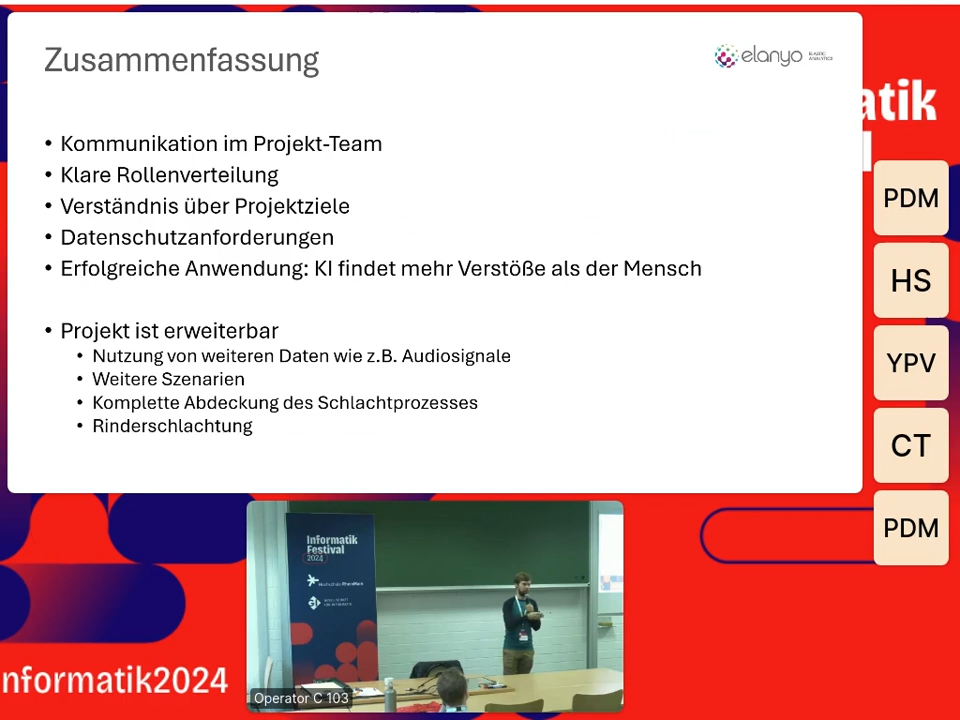 Zusammenfassung
elanyo
• Kommunikation im Projekt-Team
• Klare Rollenverteilung
• Verständnis über Projektziele
• Datenschutzanforderungen
• Erfolgreiche Anwendung: KI findet mehr Verstöße als der Mensch
• Projekt ist erweiterbar
• Nutzung von weiteren Daten wie z.B. Audiosignale
• Weitere Szenarien
• Komplette Abdeckung des Schlachtprozesses
• Rinderschlachtung
atik
PDM
HS
YPV
CT
PDM
Informatik
Festival
2024
Hochschule RheinMain
Operator C 103
nformatik2024